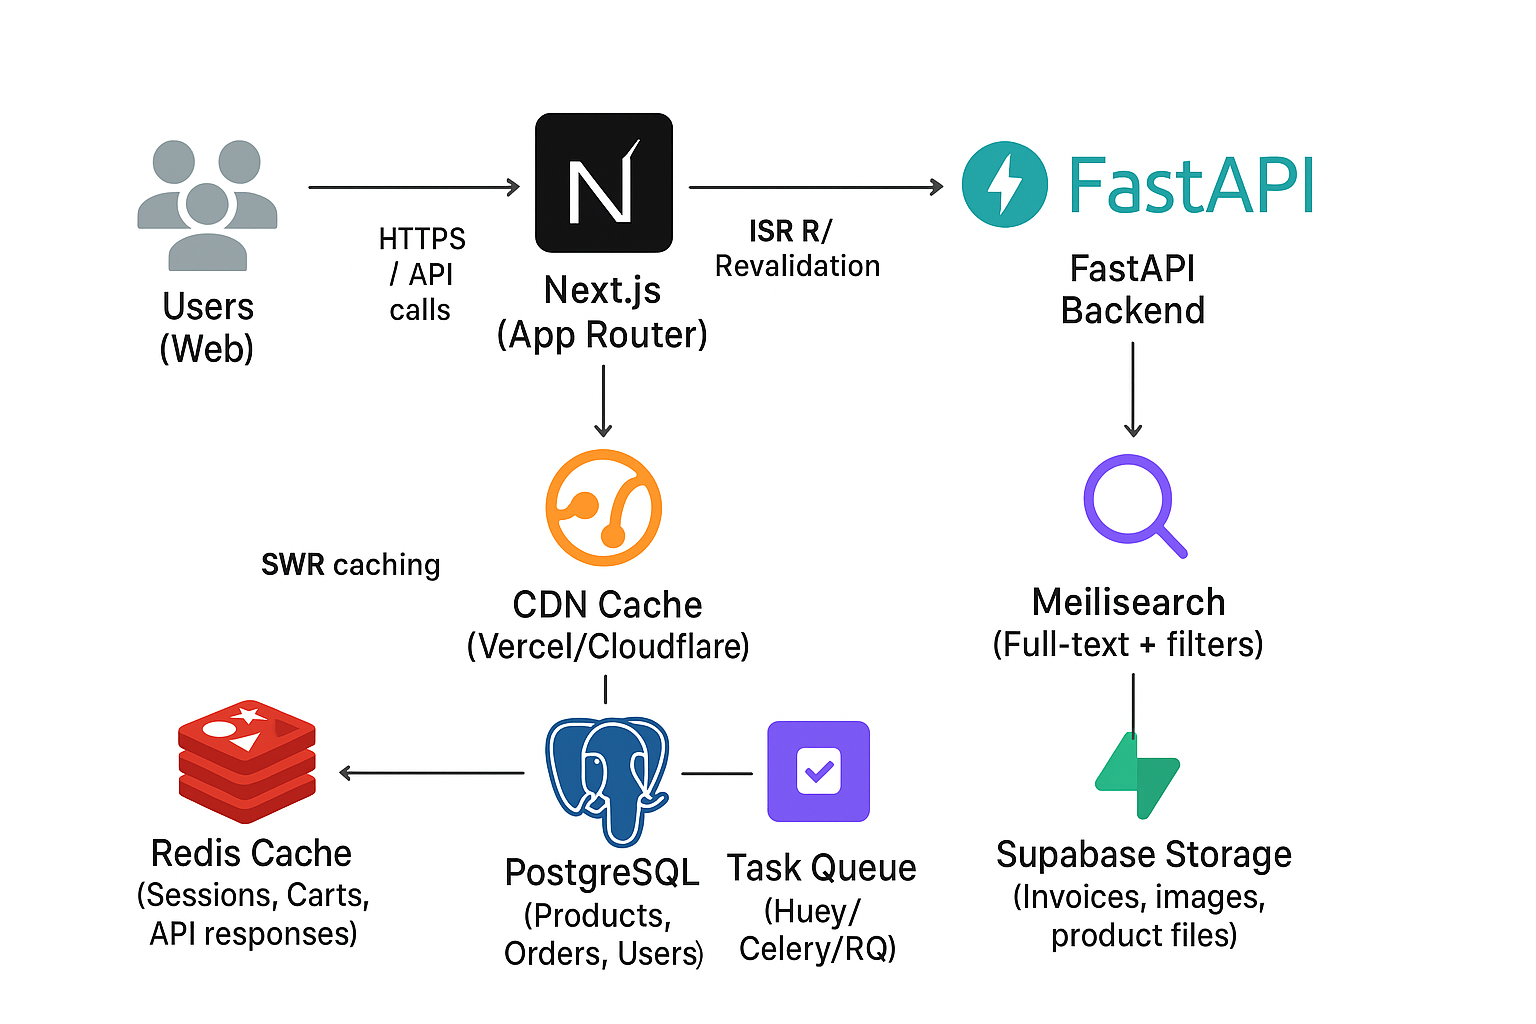 Users
(Web)
HTTPS
/ API
calls
N
Next.js
(App Router)
ISR R/
Revalidation
FastAPI
FastAPI
Backend
SWR caching
CDN Cache
(Vercel/Cloudflare)
Meilisearch
(Full-text + filters)
Redis Cache
(Sessions, Carts,
API responses)
PostgreSQL
(Products,
Orders, Users)
Task Queue
(Huey/
Celery/RQ)
Supabase Storage
(Invoices, images,
product files)